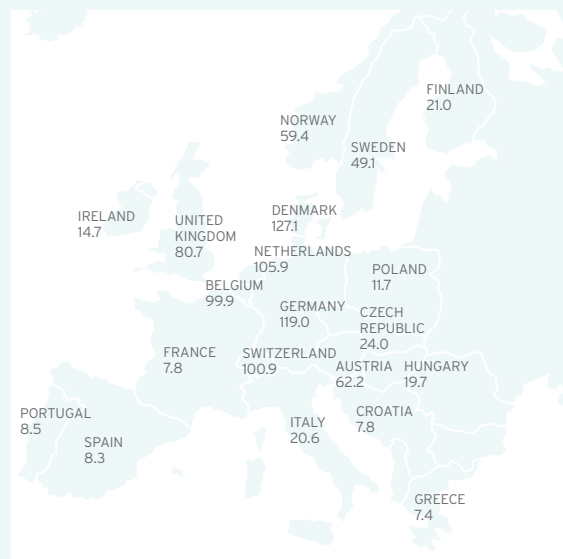 FINLAND
21.0
NORWAY
59.4
SWEDEN
49.1
IRELAND
14.7
UNITED
KINGDOM
80.7
DENMARK
127.1
NETHERLANDS
105.9
POLAND
11.7
BELGIUM
99.9
GERMANY
119.0
CZECH
REPUBLIC
24.0
FRANCE
7.8
SWITZERLAND
100.9
AUSTRIA
62.2
HUNGARY
19.7
PORTUGAL
8.5
SPAIN
8.3
ITALY
20.6
CROATIA
7.8
GREECE
7.4